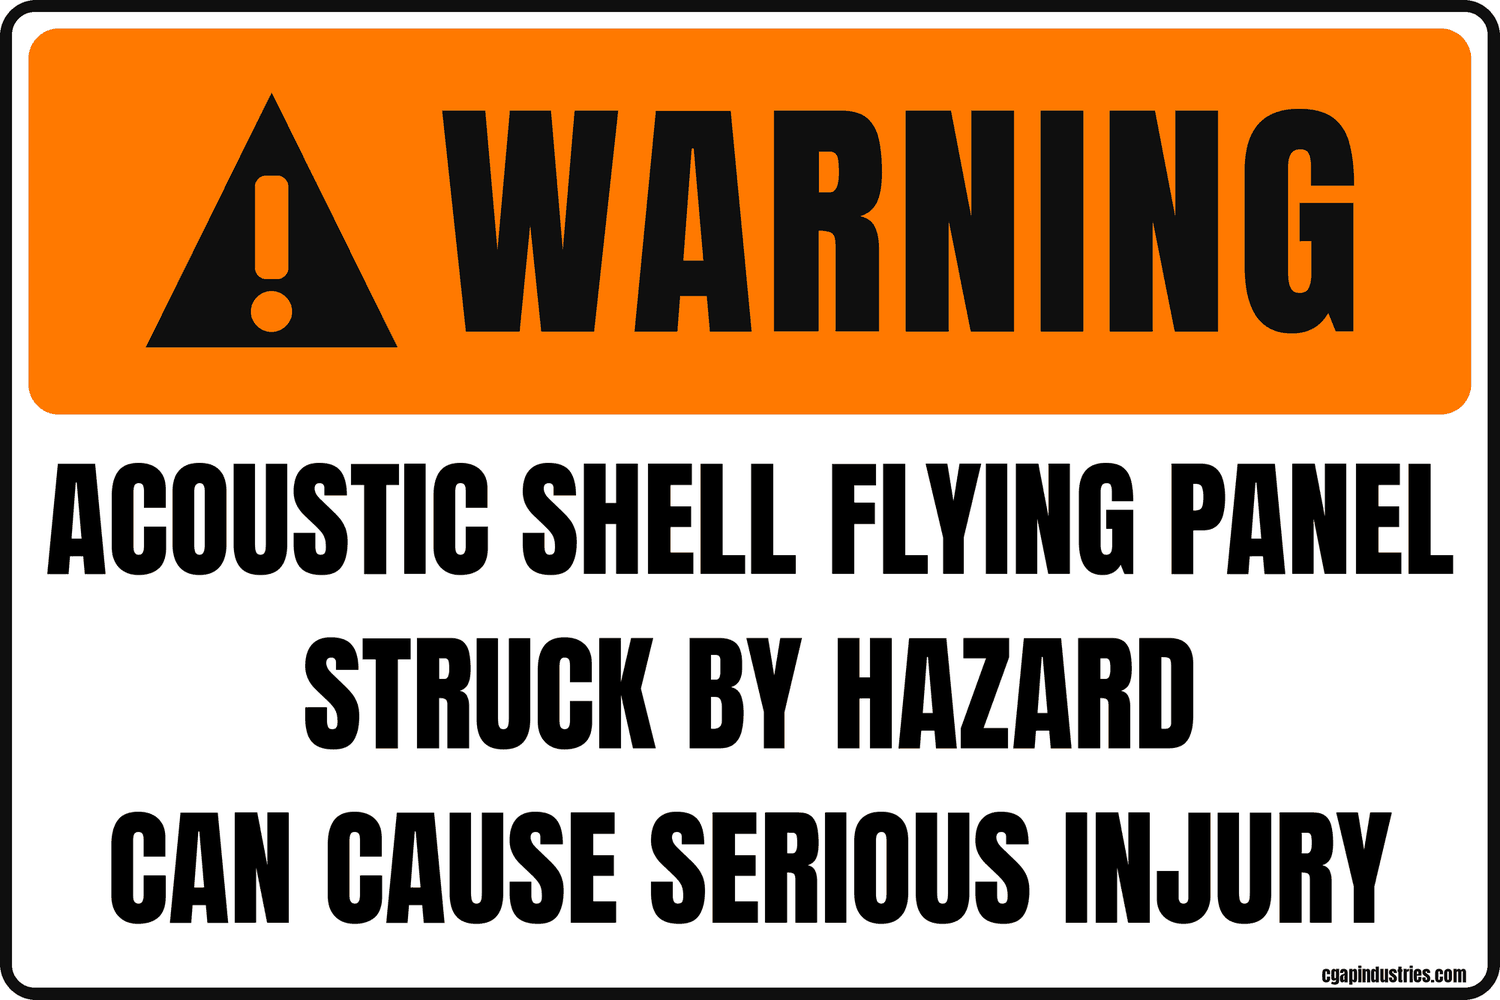 WARNING
ACOUSTIC SHELL FLYING PANEL
STRUCK BY HAZARD
CAN CAUSE SERIOUS INJURY
cgapindustries.com